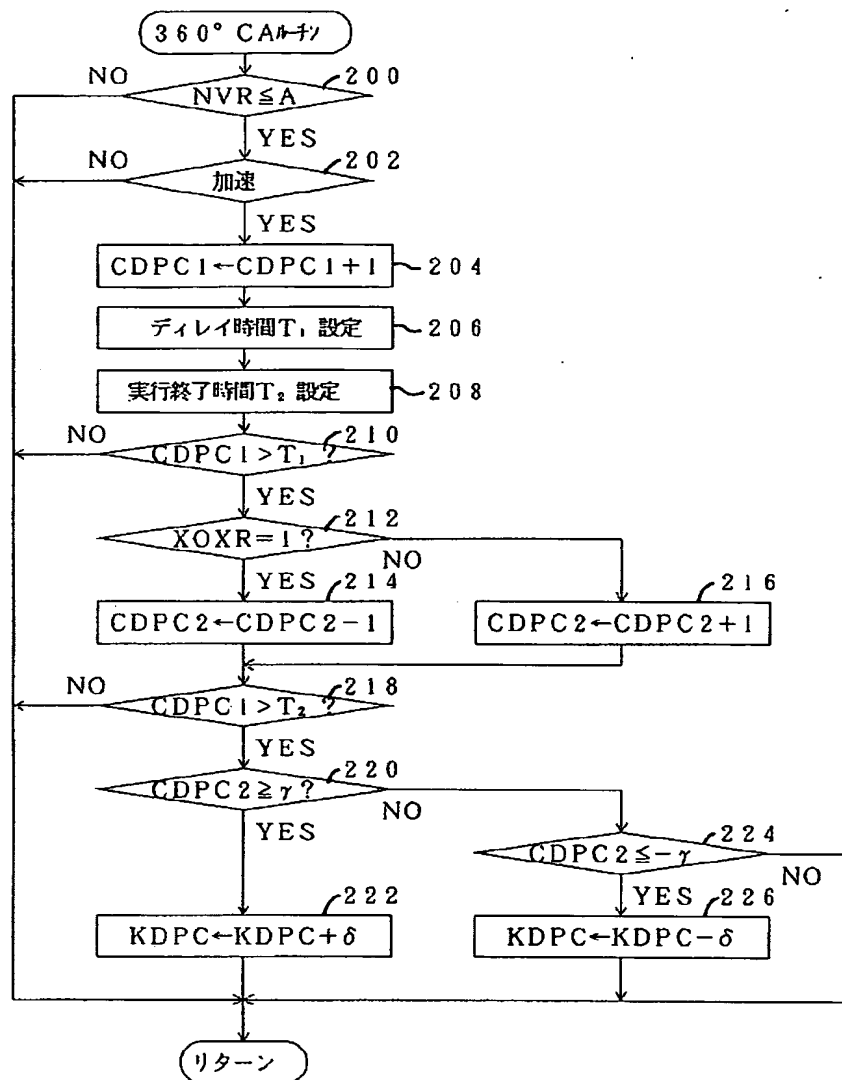 360° CAルーチン
NO
200
NVR≦A
YES
NO
202
加速
YES
CDPC1←CDPC1+1
204
ディレイ時間T₁ 設定
206
実行終了時間T₂ 設定
208
NO
210
CDPC1>T₁ ?
YES
212
XOXR=1?
NO
YES
214
216
CDPC2←CDPC2-1
CDPC2←CDPC2+1
NO
218
CDPC1>T₂ ?
YES
220
CDPC2≧γ?
NO
YES
224
CDPC2≦-γ
NO
YES
222
226
KDPC←KDPC+δ
KDPC←KDPC-δ
リターン